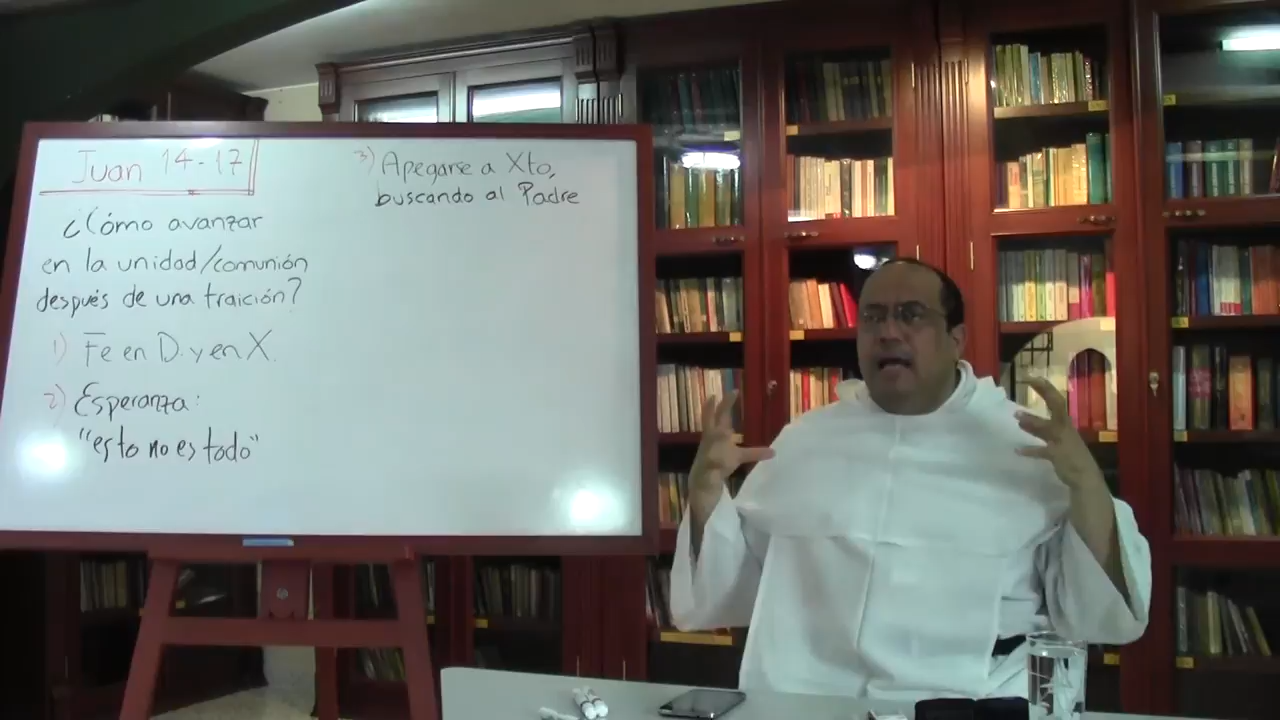 Juan 14-17
¿Cómo avanzar
en la unidad/comunión
después de una traición?
1) Fe en D. y en X.
2) Esperanza:
"esto no es todo"
3) Apegarse a Xto,
buscando al Padre